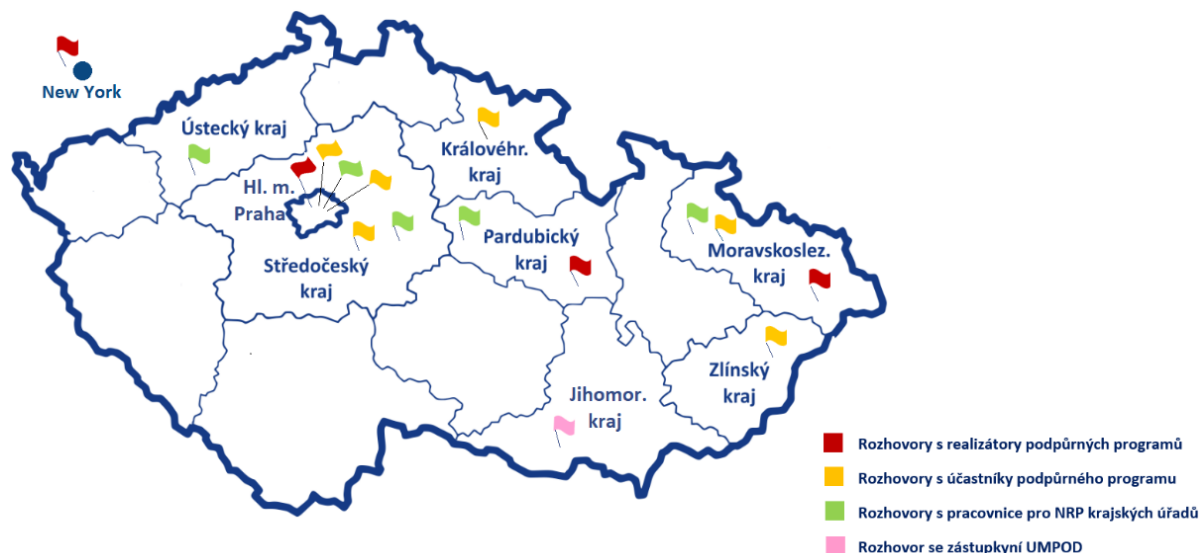 New York
Ústecký kraj
Královéhr.
kraj
Hl. m.
Praha
Pardubický
kraj
Středočeský
kraj
Moravskoslez.
kraj
Zlínský
kraj
Jihomor.
kraj
Rozhovory s realizátory podpůrných programů
Rozhovory s účastníky podpůrného programu
Rozhovory s pracovnice pro NRP krajských úřadů
Rozhovor se zástupkyní UMPOD